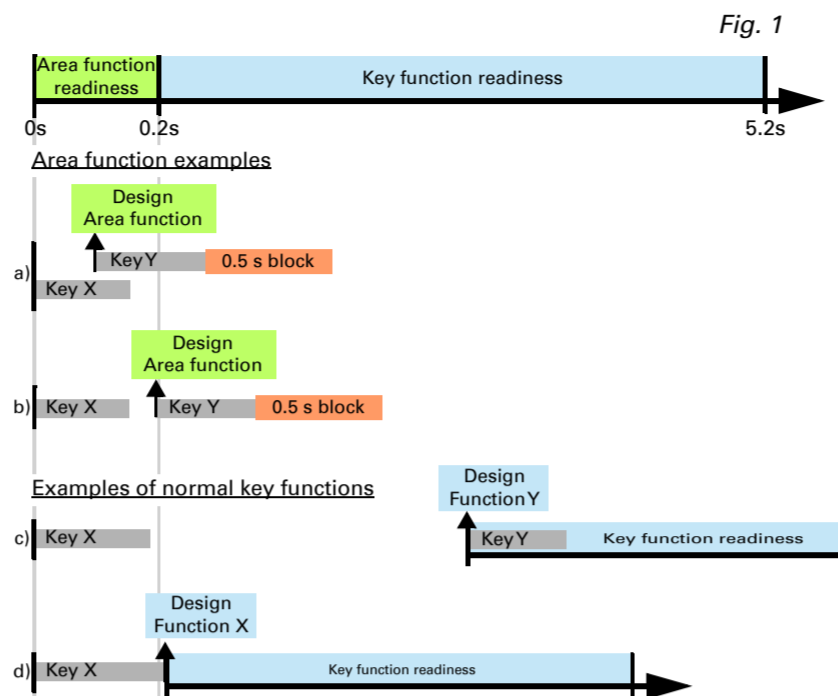 Fig. 1
Area function
readiness
Key function readiness
0s
0.2s
5.2s
Area function examples
Design
Area function
a)
Key Y
0.5 s block
Key X
Design
Area function
b)
Key X
Key Y
0.5 s block
Examples of normal key functions
Design
Function Y
c)
Key X
Key Y
Key function readiness
Design
Function X
d)
Key X
Key function readiness